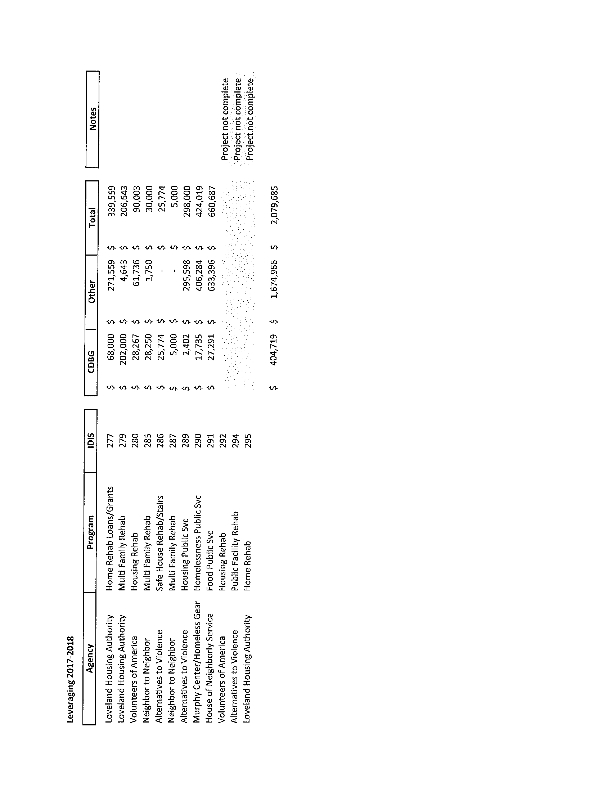 Leveraging 2017-2018
Agency Program IDIS CDBG Other Total Notes
Loveland Housing Authority Home Rehab Loans/Grants 277 $ 68,000 $ 271,559 $ 339,559
Loveland Housing Authority Multi Family Rehab 279 $ 202,000 $ 4,643 $ 206,643
Volunteers of America Housing Rehab 280 $ 28,267 $ 61,736 $ 90,003
Neighbor to Neighbor Multi Family Rehab 285 $ 28,250 $ 1,750 $ 30,000
Alternatives to Violence Safe House Rehab/Stairs 286 $ 25,774 $ - $ 25,774
Neighbor to Neighbor Multi Family Rehab 287 $ 5,000 $ - $ 5,000
Alternatives to Violence Housing Public Svc 289 $ 2,402 $ 295,598 $ 298,000
Murphy Center/Homeless Gear Homelessness Public Svc 290 $ 17,735 $ 406,284 $ 424,019
House of Neighborly Service Food Public Svc 291 $ 27,291 $ 633,396 $ 660,687
Volunteers of America Housing Rehab 292 Project not complete
Alternatives to Violence Public Facility Rehab 294 Project not complete
Loveland Housing Authority Home Rehab 295 Project not complete
$ 404,719 $ 1,674,966 $ 2,079,685